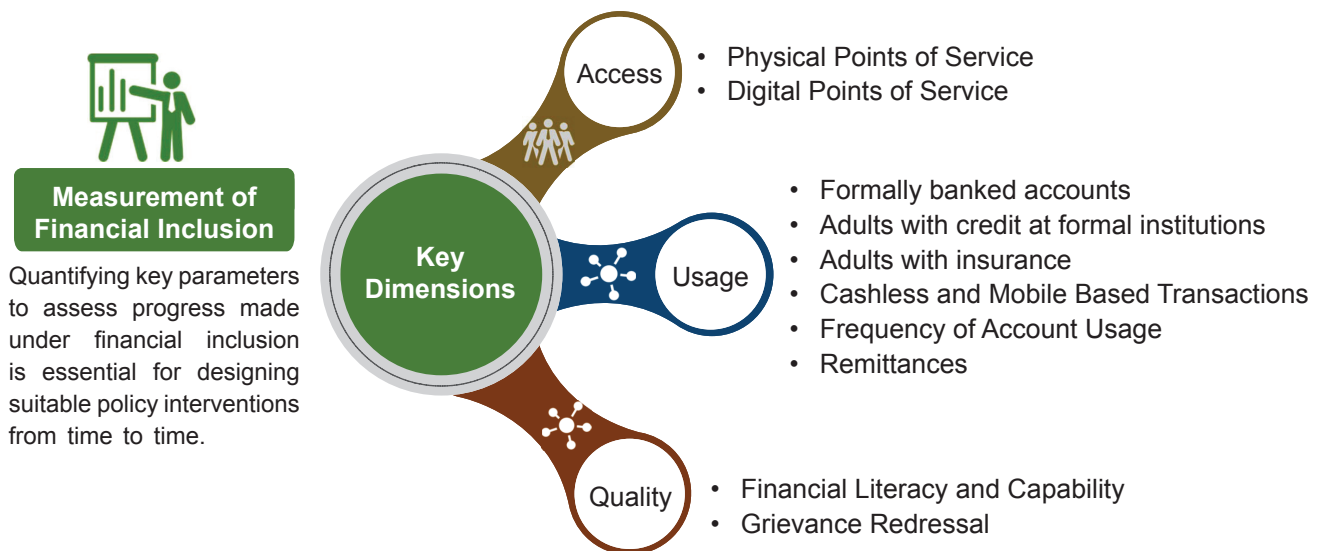 Measurement of
Financial Inclusion
Quantifying key parameters
to assess progress made
under financial inclusion
is essential for designing
suitable policy interventions
from time to time.
Key
Dimensions
Access
• Physical Points of Service
• Digital Points of Service
Usage
• Formally banked accounts
• Adults with credit at formal institutions
• Adults with insurance
• Cashless and Mobile Based Transactions
• Frequency of Account Usage
• Remittances
Quality
• Financial Literacy and Capability
• Grievance Redressal